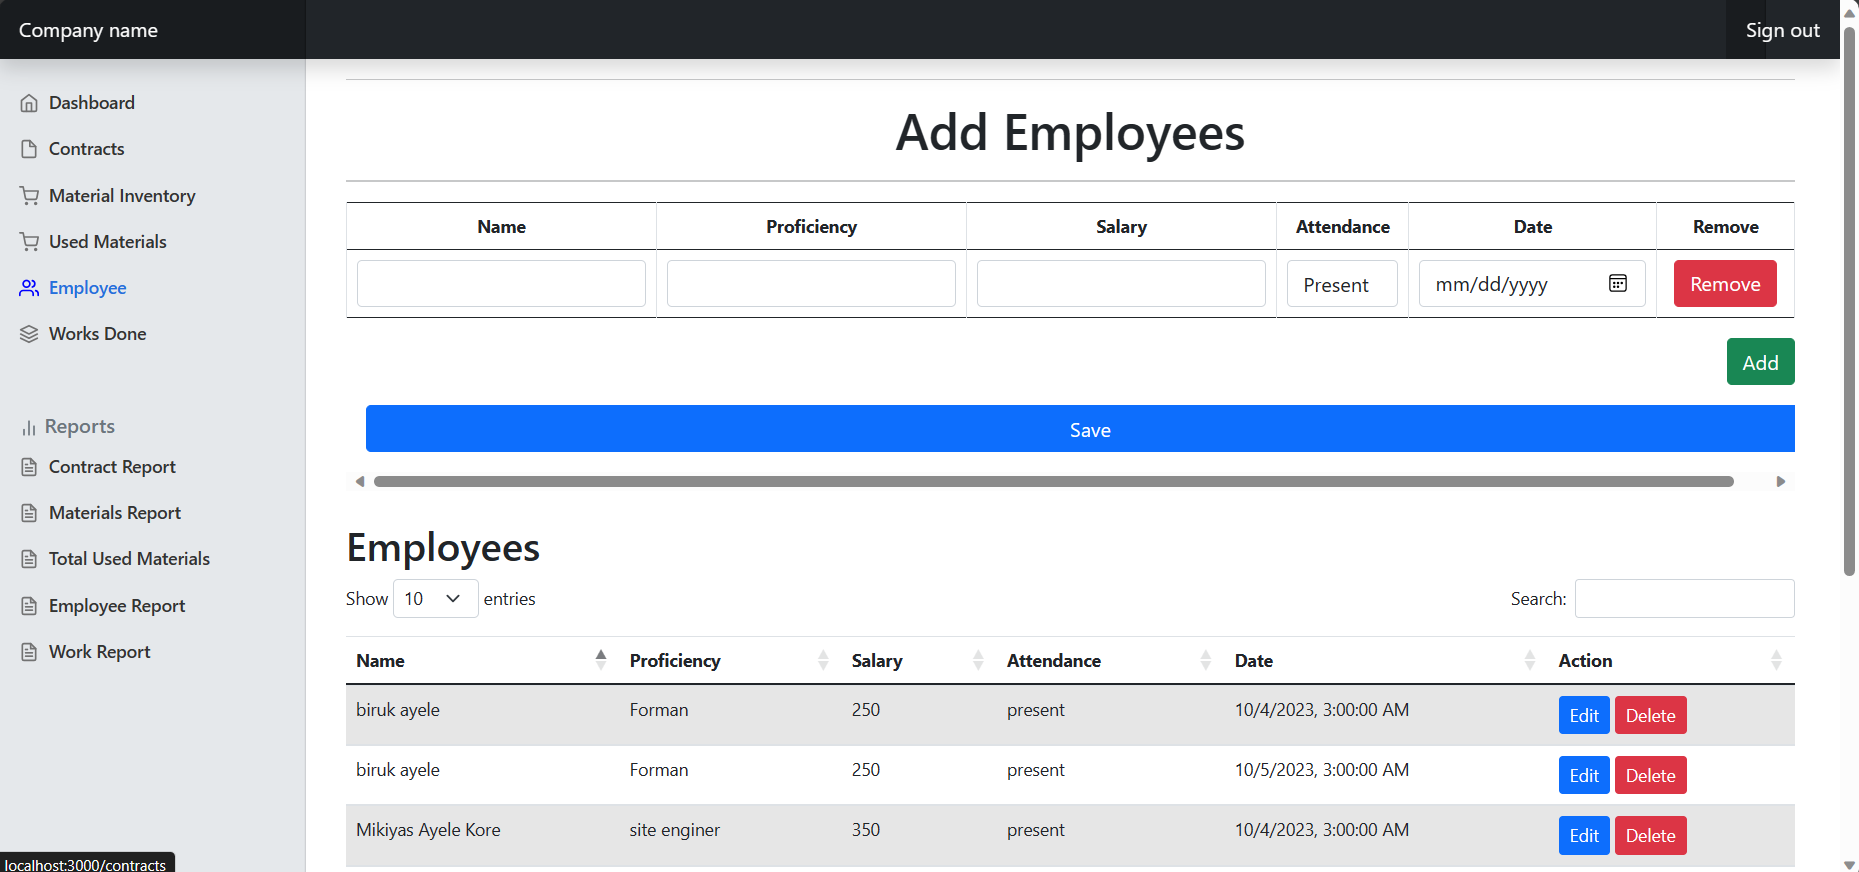 Company name
Sign out
Dashboard
Contracts
Material Inventory
Used Materials
Employee
Works Done
Reports
Contract Report
Materials Report
Total Used Materials
Employee Report
Work Report
Add Employees
Name Proficiency Salary Attendance Date Remove
Present mm/dd/yyyy Remove
Add
Save
Employees
Show 10 entries Search:
Name Proficiency Salary Attendance Date Action
biruk ayele Forman 250 present 10/4/2023, 3:00:00 AM Edit Delete
biruk ayele Forman 250 present 10/5/2023, 3:00:00 AM Edit Delete
Mikiyas Ayele Kore site enginer 350 present 10/4/2023, 3:00:00 AM Edit Delete
localhost:3000/contracts